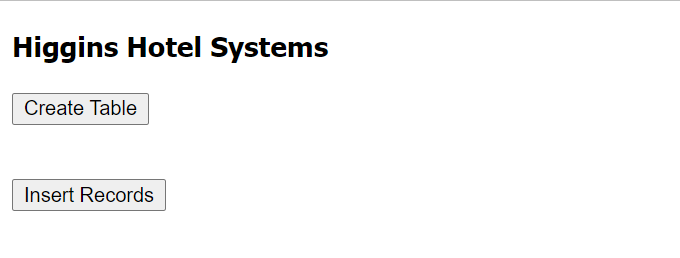 Higgins Hotel Systems
Create Table
Insert Records